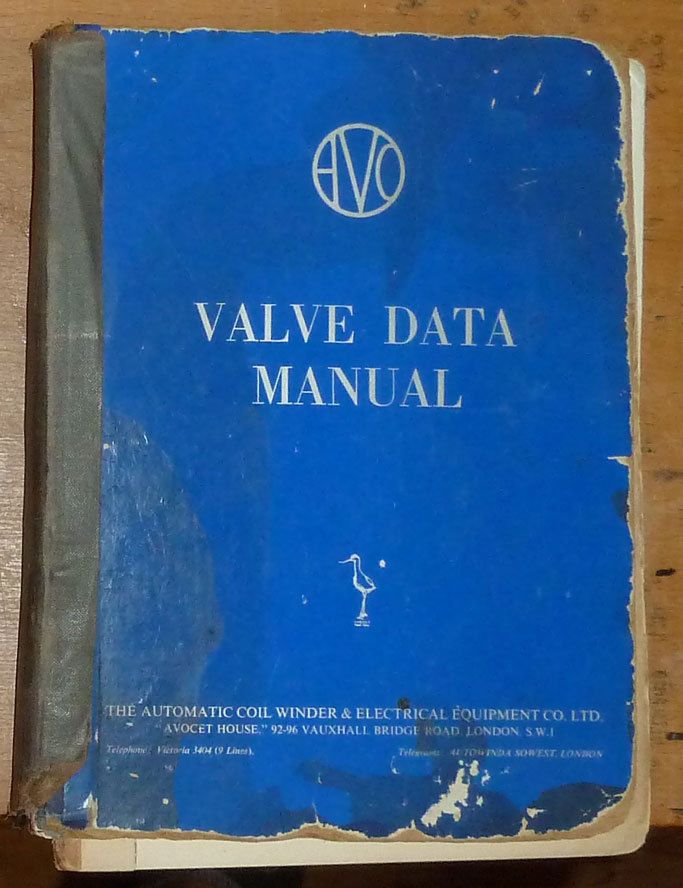 AVO
VALVE DATA
MANUAL
THE AUTOMATIC COIL WINDER & ELECTRICAL EQUIPMENT CO. LTD.
AVOCET HOUSE," 92-96 VAUXHALL BRIDGE ROAD, LONDON, S.W.1
Telephone: Victoria 3404 (9 Lines). Telegrams: AUTOWINDA SOWEST, LONDON